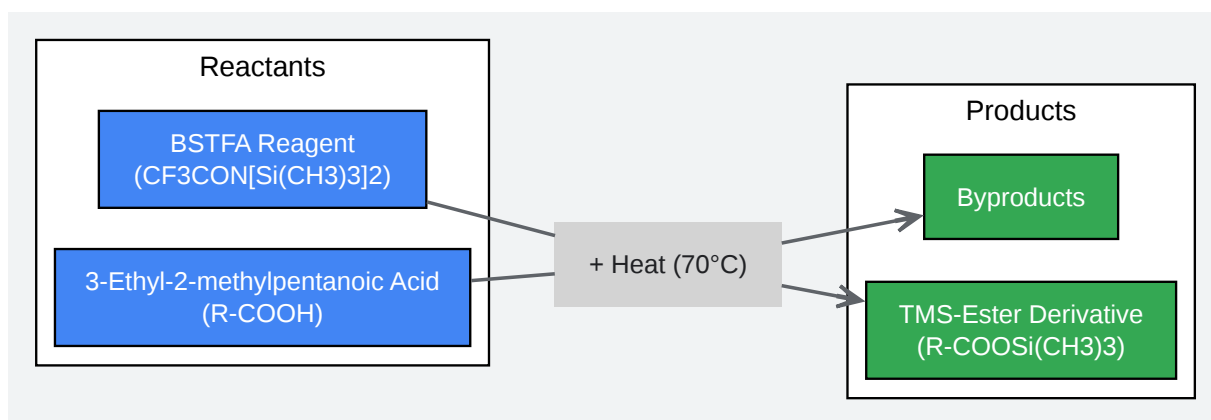 Reactants
BSTFA Reagent
(CF3CON[Si(CH3)3]2)
3-Ethyl-2-methylpentanoic Acid
(R-COOH)
+ Heat (70°C)
Products
Byproducts
TMS-Ester Derivative
(R-COOSi(CH3)3)